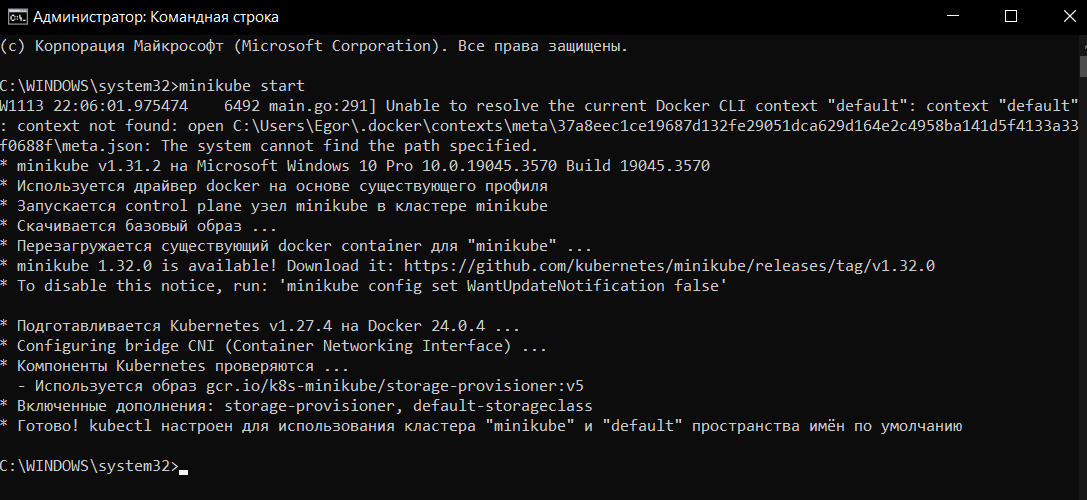 Администратор: Командная строка
(c) Корпорация Майкрософт (Microsoft Corporation). Все права защищены.
C:\WINDOWS\system32>minikube start
W1113 22:06:01.975474    6492 main.go:291] Unable to resolve the current Docker CLI context "default": context "default"
: context not found: open C:\Users\Egor\.docker\contexts\meta\37a8eec1ce19687d132fe29051dca629d164e2c4958ba141d5f4133a33
f0688f\meta.json: The system cannot find the path specified.
* minikube v1.31.2 на Microsoft Windows 10 Pro 10.0.19045.3570 Build 19045.3570
* Используется драйвер docker на основе существующего профиля
* Запускается control plane узел minikube в кластере minikube
* Скачивается базовый образ ...
* Перезагружается существующий docker container для "minikube" ...
* minikube 1.32.0 is available! Download it: https://github.com/kubernetes/minikube/releases/tag/v1.32.0
* To disable this notice, run: 'minikube config set WantUpdateNotification false'
* Подготавливается Kubernetes v1.27.4 на Docker 24.0.4 ...
* Configuring bridge CNI (Container Networking Interface) ...
* Компоненты Kubernetes проверяются ...
  - Используется образ gcr.io/k8s-minikube/storage-provisioner:v5
* Включенные дополнения: storage-provisioner, default-storageclass
* Готово! kubectl настроен для использования кластера "minikube" и "default" пространства имён по умолчанию
C:\WINDOWS\system32>